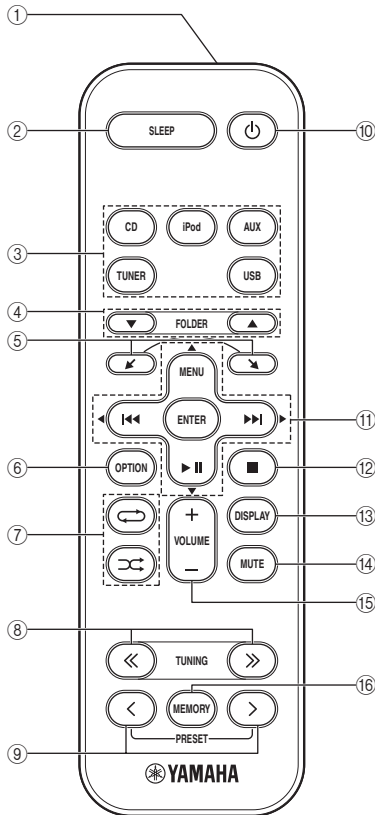 ①
② SLEEP ⑩
CD iPod AUX
③
TUNER USB
④ FOLDER
⑤
MENU
ENTER ⑪
⑥ OPTION ⑫
DISPLAY ⑬
⑦ + VOLUME –
MUTE ⑭
⑮
⑧ TUNING
⑯
MEMORY
⑨ PRESET
YAMAHA